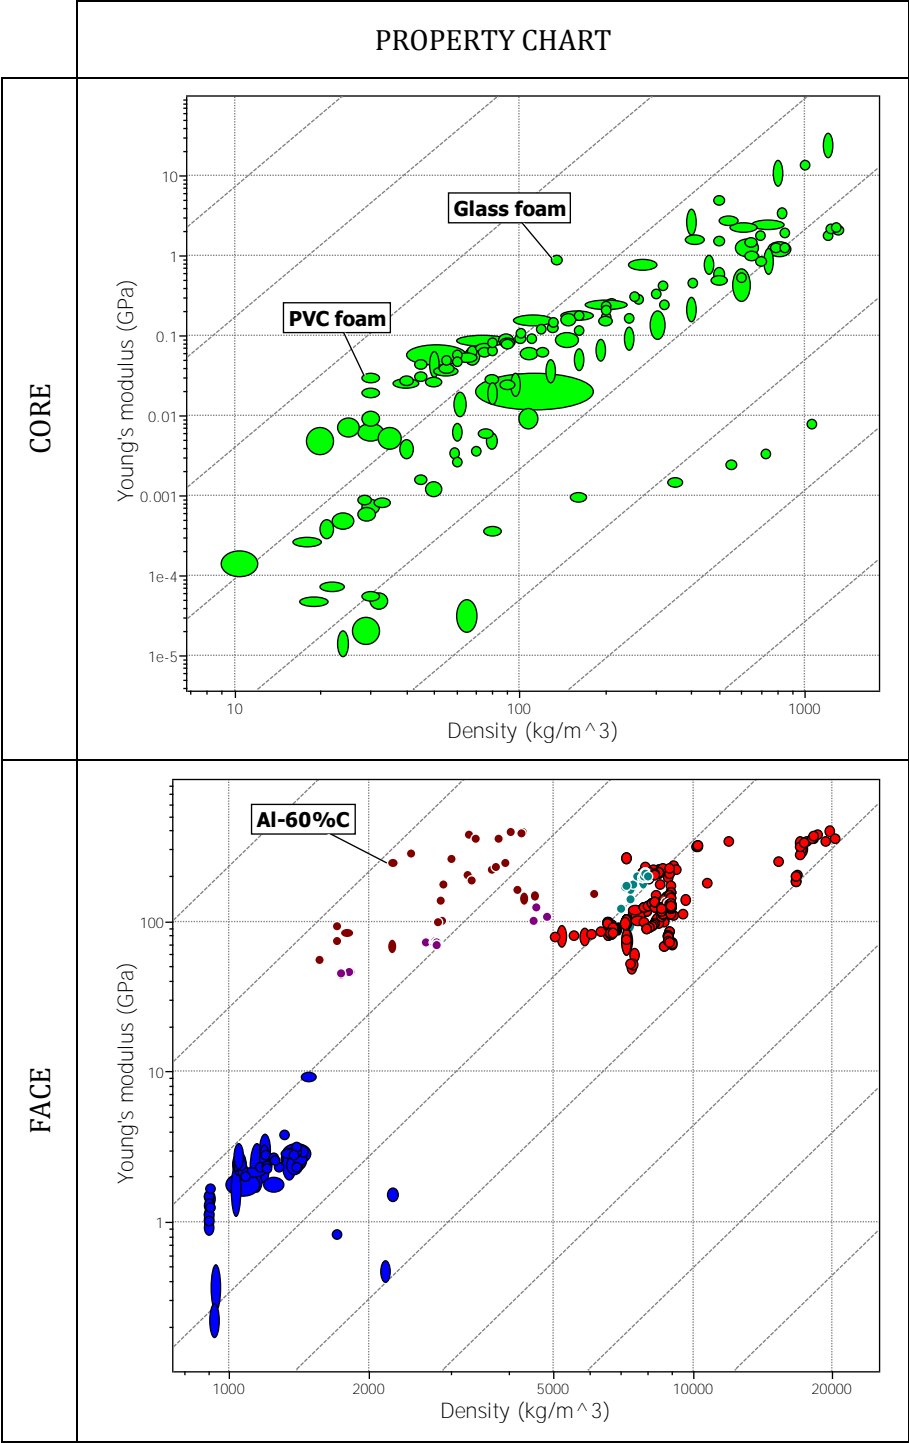 PROPERTY CHART
CORE
Young's modulus (GPa)
10
1
0.1
0.01
0.001
1e-4
1e-5
Glass foam
PVC foam
10
100
1000
Density (kg/m^3)
FACE
Young's modulus (GPa)
100
10
1
Al-60%C
1000
2000
5000
10000
20000
Density (kg/m^3)